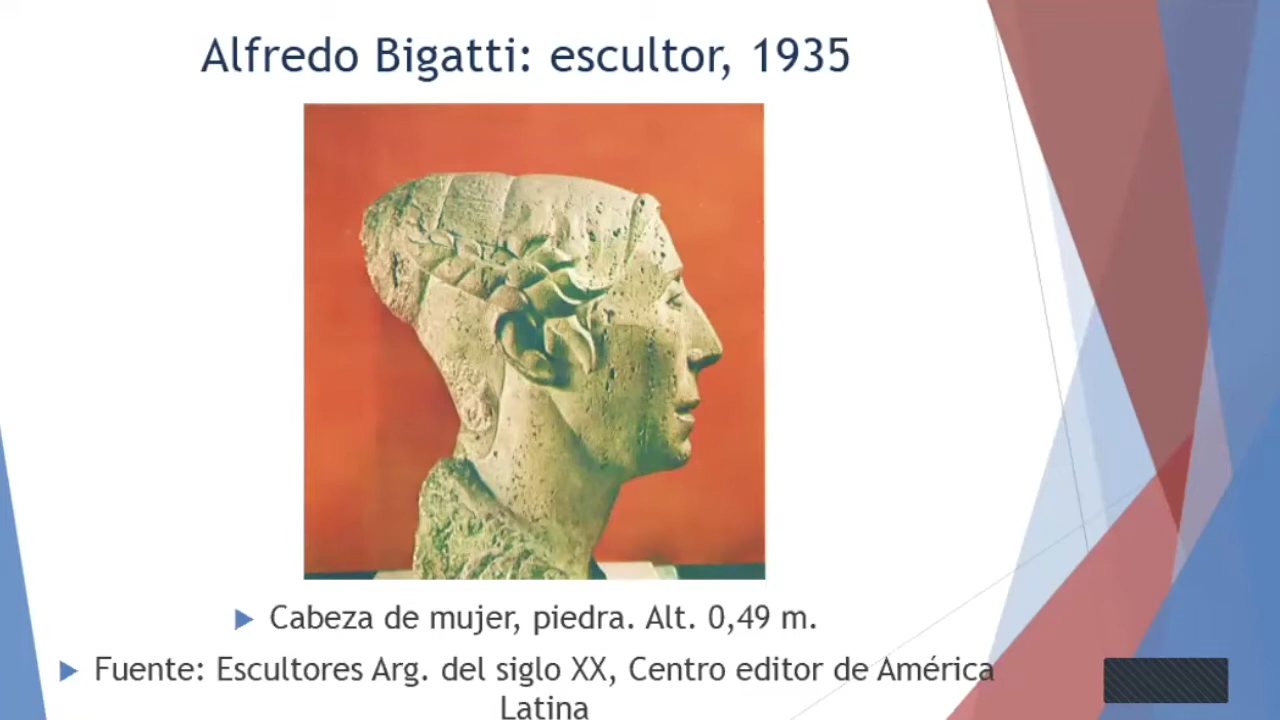 Alfredo Bigatti: escultor, 1935
Cabeza de mujer, piedra. Alt. 0,49 m.
Fuente: Escultores Arg. del siglo XX, Centro editor de América
Latina